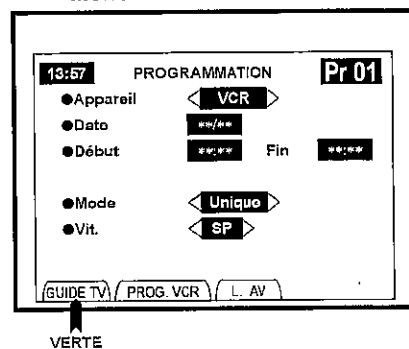 13:57 PROGRAMMATION Pr 01
●Appareil VCR
●Date **/**
●Début **:** Fin **:**
●Mode Unique
●Vit. SP
GUIDE TV PROG. VCR L. AV
VERTE